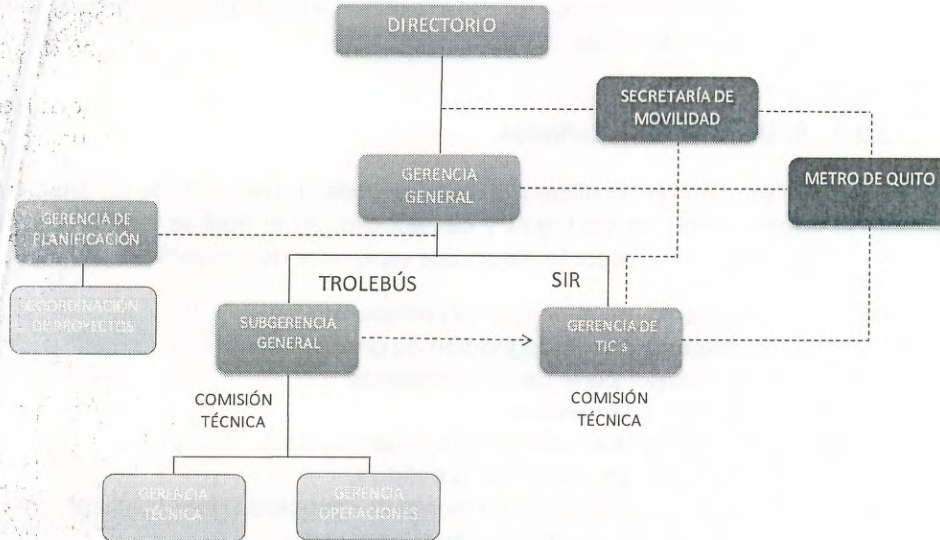 DIRECTORIO
SECRETARÍA DE
MOVILIDAD
GERENCIA
GENERAL
METRO DE QUITO
GERENCIA DE
PLANIFICACIÓN
COORDINACIÓN
DE PROYECTOS
TROLEBÚS
SIR
SUBGERENCIA
GENERAL
GERENCIA DE
TIC s
COMISIÓN
TÉCNICA
COMISIÓN
TÉCNICA
GERENCIA
TÉCNICA
GERENCIA
OPERACIONES